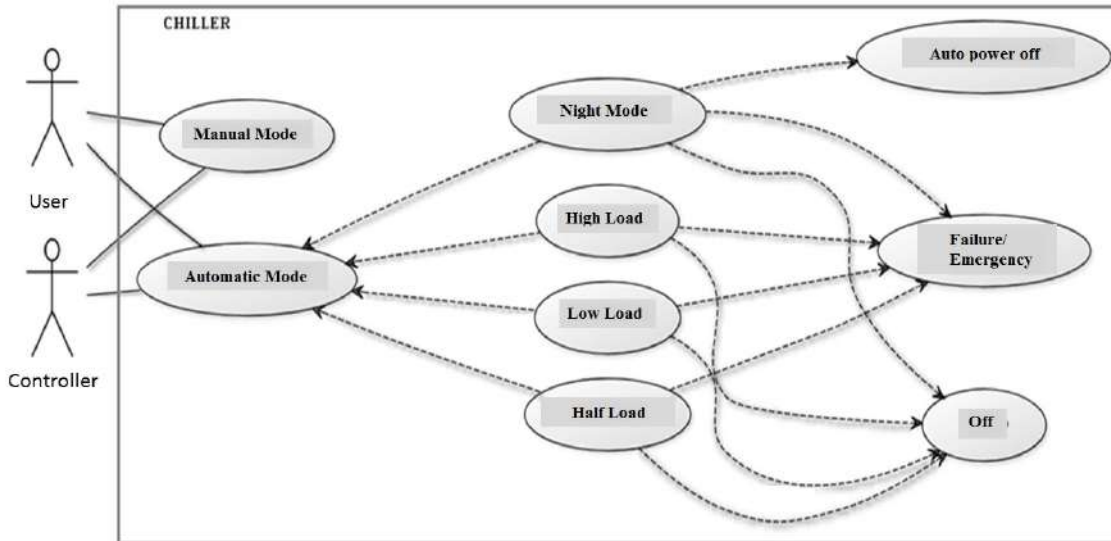 CHILLER
Auto power off
Night Mode
Manual Mode
User
High Load
Failure/
Emergency
Automatic Mode
Low Load
Controller
Half Load
Off